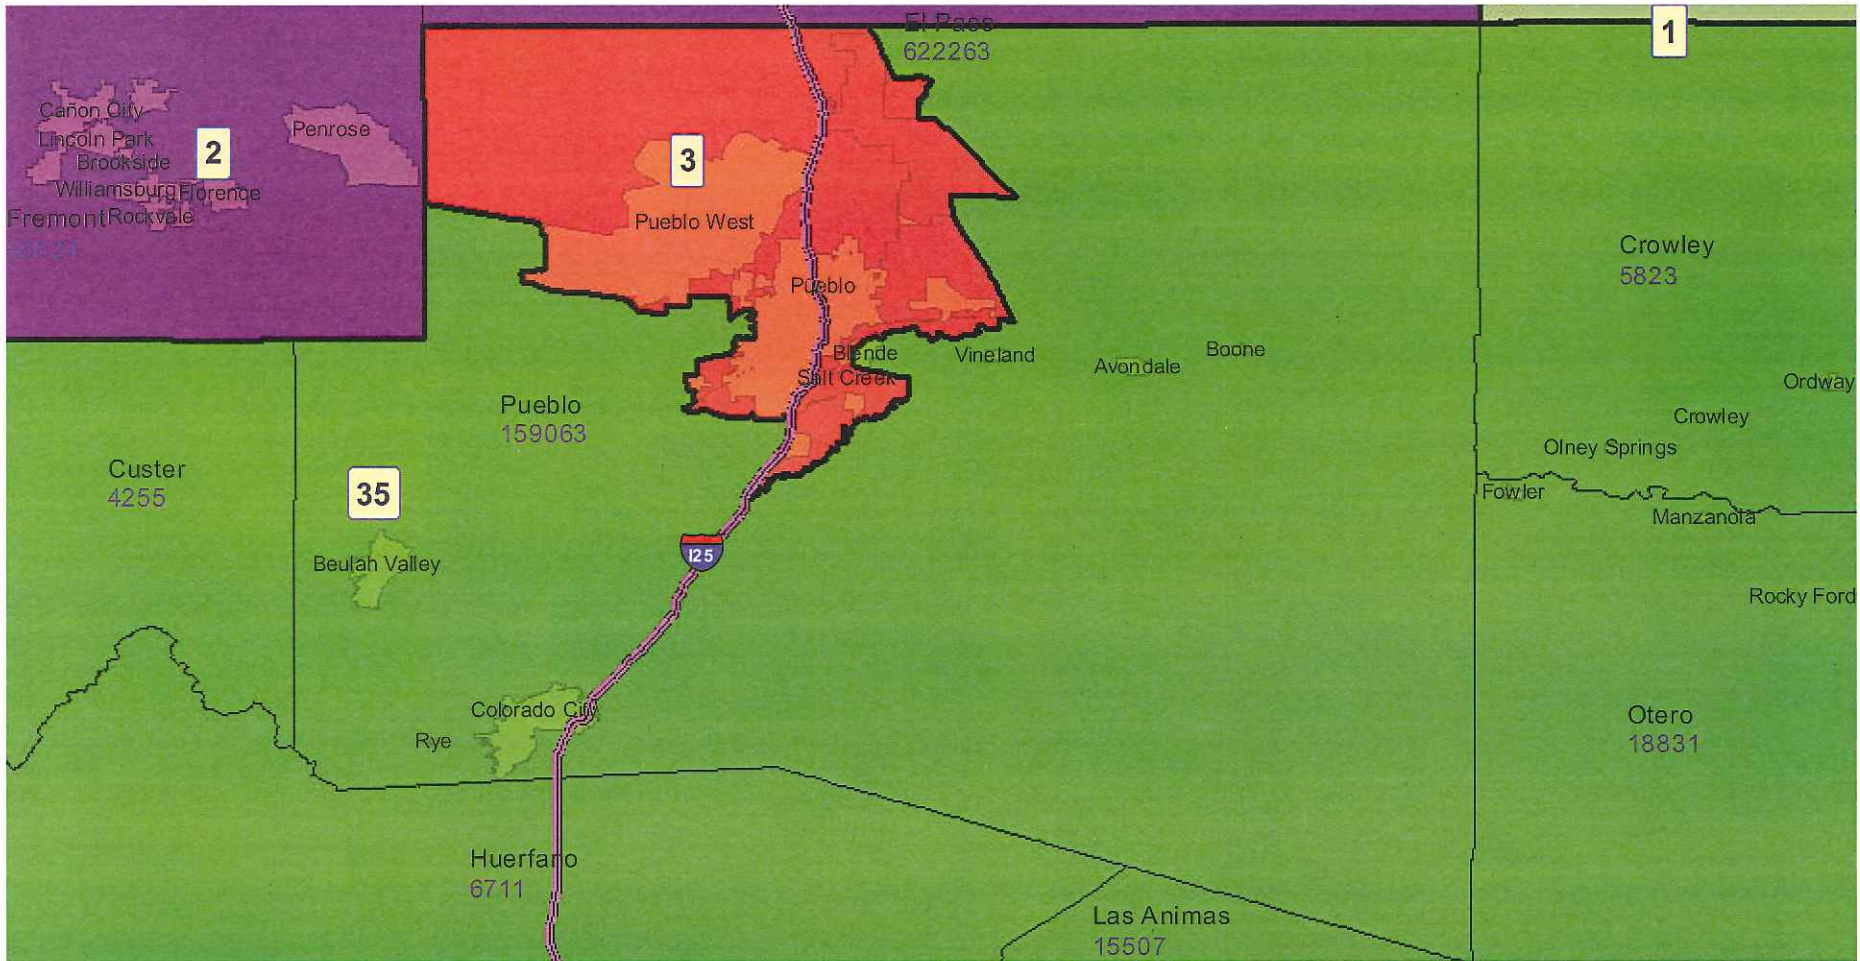 El Paso
622263
1
Cañon City
Lincoln Park
Brookside
Williamsburg
Florence
Fremont
Rockvale
2
Penrose
3
Pueblo West
Pueblo
Crowley
5823
Blende
Salt Creek
Vineland
Avondale
Boone
Ordway
Crowley
Olney Springs
Fowler
Manzanola
Pueblo
159063
Custer
4255
35
Beulah Valley
I25
Rocky Ford
Colorado City
Rye
Otero
18831
Huerfano
6711
Las Animas
15507